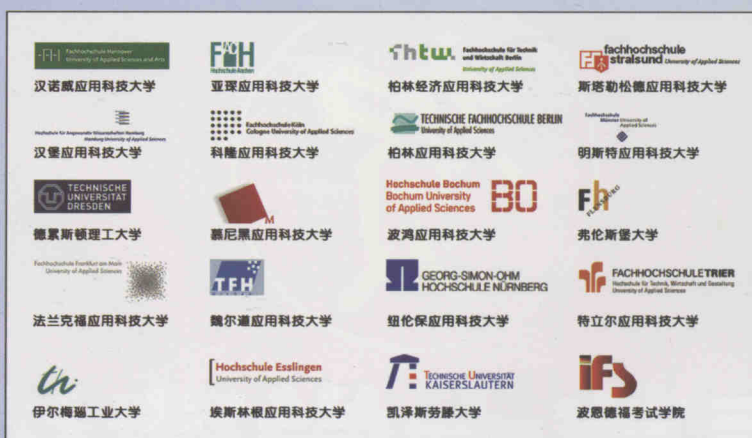 -FH-
Fachhochschule Hannover
University of Applied Sciences and Arts
FACHH
Hochschule Aachen
fhtw.
Fachhochschule für Technik
und Wirtschaft Berlin
University of Applied Sciences
fachhochschule
stralsund University of Applied Sciences
汉诺威应用科技大学
亚琛应用科技大学
柏林经济应用科技大学
斯塔勒松德应用科技大学
Hochschule für Angewandte Wissenschaften Hamburg
Hamburg University of Applied Sciences
Fachhochschule Köln
Cologne University of Applied Sciences
TECHNISCHE FACHHOCHSCHULE BERLIN
University of Applied Sciences
Fachhochschule
Münster University of
Applied Sciences
汉堡应用科技大学
科隆应用科技大学
柏林应用科技大学
明斯特应用科技大学
TECHNISCHE
UNIVERSITÄT
DRESDEN
M
Hochschule Bochum
Bochum University
of Applied Sciences
BO
Fh
FLENSBURG
德累斯顿理工大学
慕尼黑应用科技大学
波鸿应用科技大学
弗伦斯堡大学
Fachhochschule Frankfurt am Main
University of Applied Sciences
TFH
GEORG-SIMON-OHM
HOCHSCHULE NÜRNBERG
FACHHOCHSCHULE TRIER
Hochschule für Technik, Wirtschaft und Gestaltung
University of Applied Sciences
法兰克福应用科技大学
魏尔道应用科技大学
纽伦保应用科技大学
特立尔应用科技大学
th
Hochschule Esslingen
University of Applied Sciences
TECHNISCHE UNIVERSITÄT
KAISERSLAUTERN
ifs
伊尔梅瑙工业大学
埃斯林根应用科技大学
凯泽斯劳滕大学
波恩德福考试学院